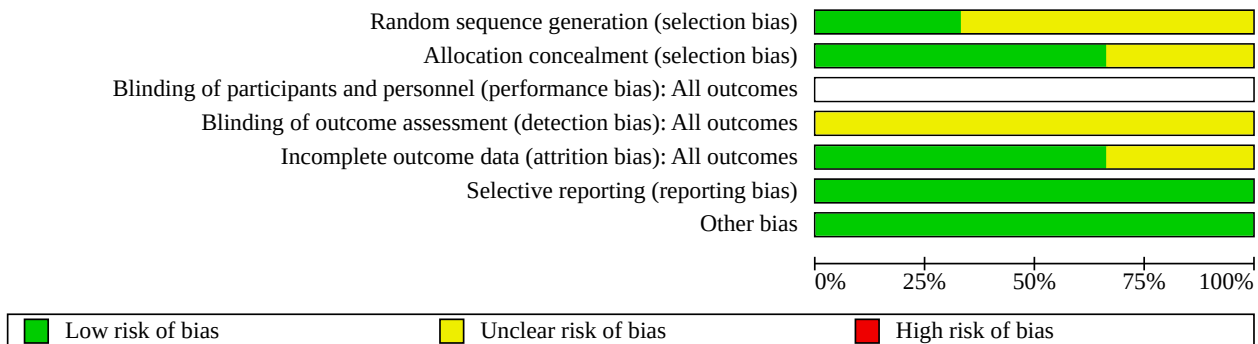 Random sequence generation (selection bias)
Allocation concealment (selection bias)
Blinding of participants and personnel (performance bias): All outcomes
Blinding of outcome assessment (detection bias): All outcomes
Incomplete outcome data (attrition bias): All outcomes
Selective reporting (reporting bias)
Other bias
0% 25% 50% 75% 100%
Low risk of bias Unclear risk of bias High risk of bias